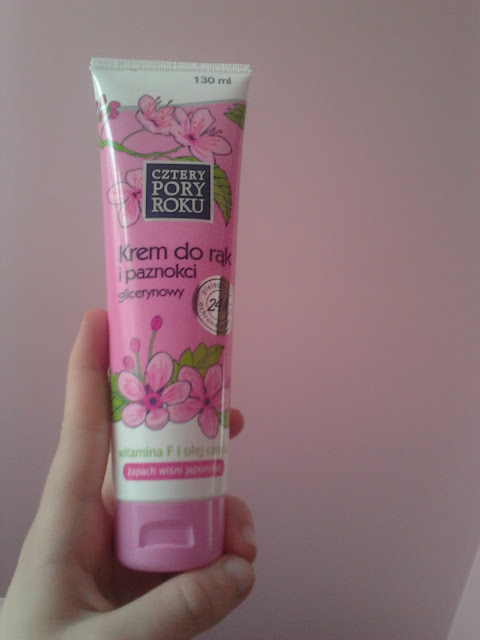 130 ml
CZTERY
PORY
ROKU
Krem do rąk
i paznokci
glicerynowy
24
witamina F i olej
zapach wiśni